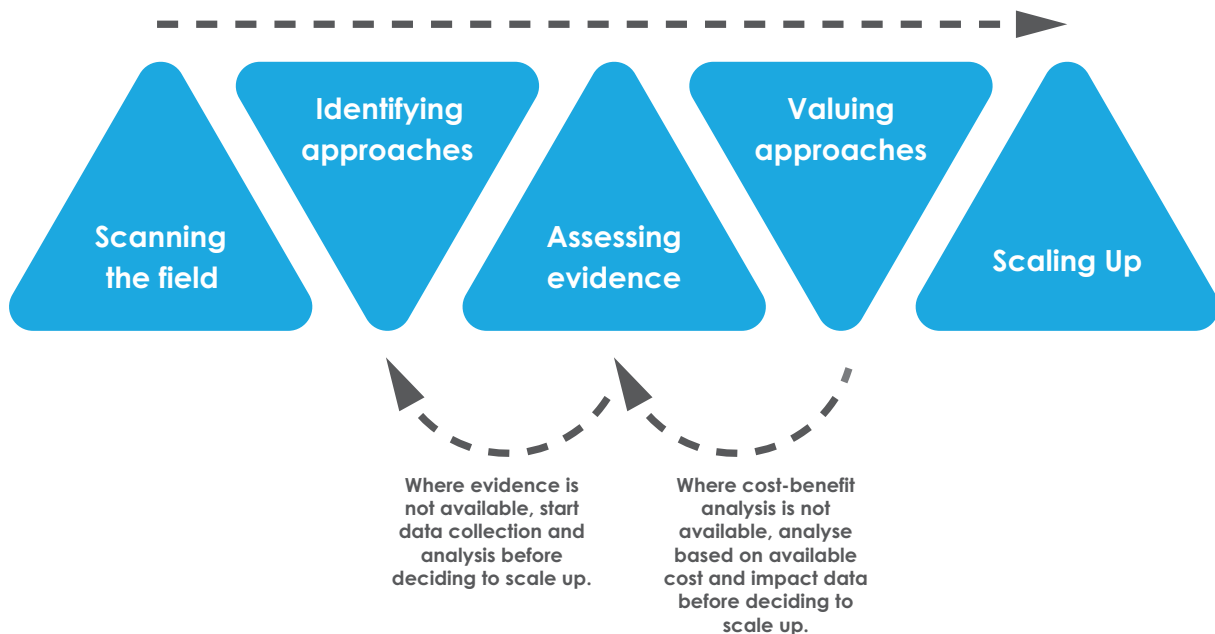 Scanning
the field
Identifying
approaches
Assessing
evidence
Valuing
approaches
Scaling Up
Where evidence is
not available, start
data collection and
analysis before
deciding to scale up.
Where cost-benefit
analysis is not
available, analyse
based on available
cost and impact data
before deciding to
scale up.